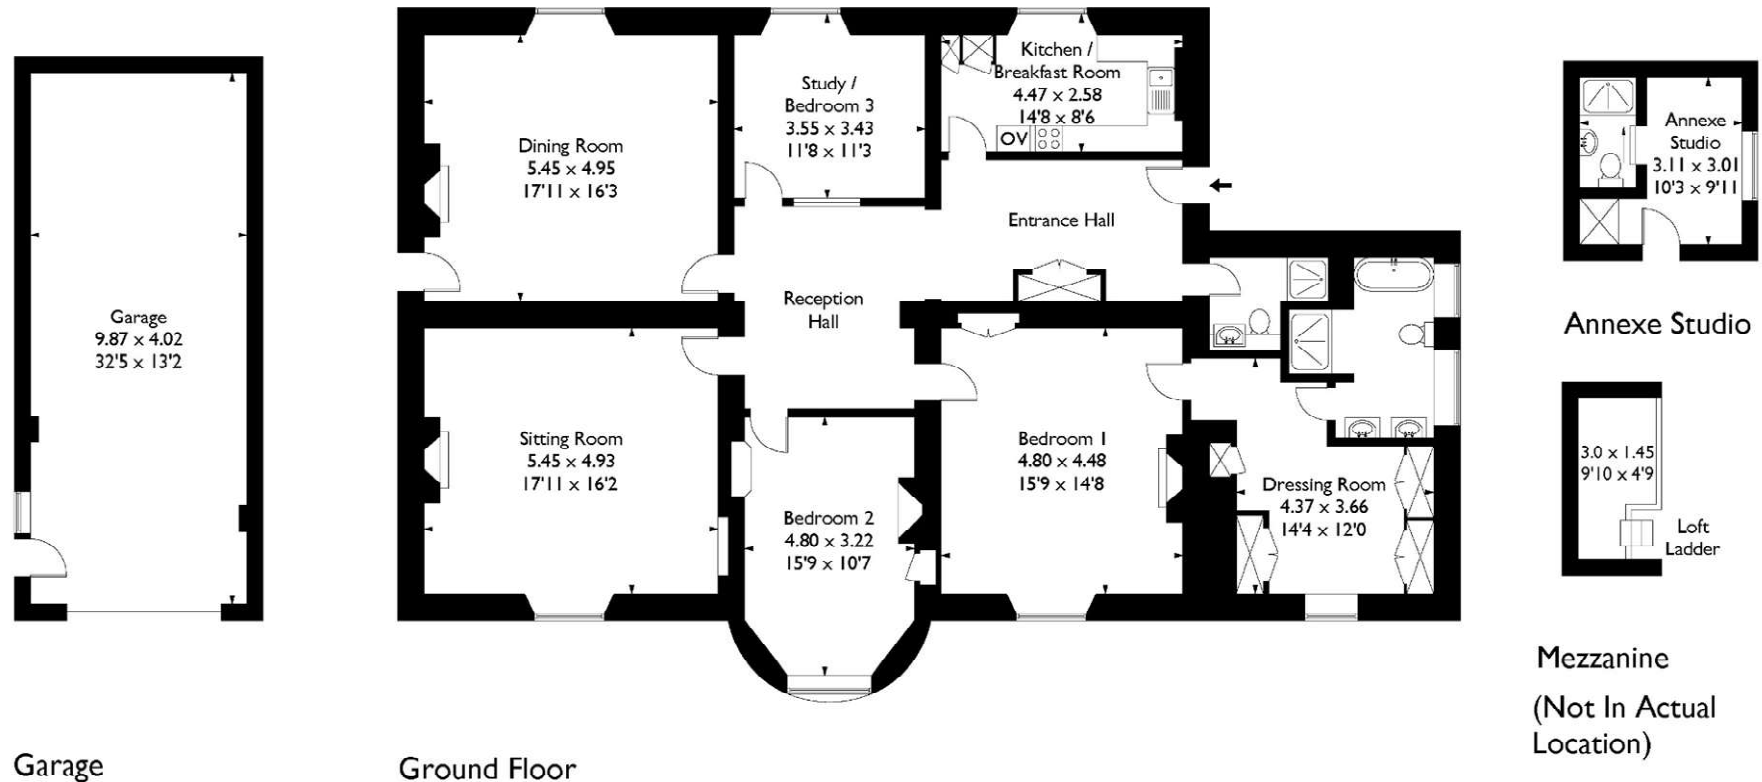 Garage
9.87 x 4.02
32'5 x 13'2
Garage
Dining Room
5.45 x 4.95
17'11 x 16'3
Study /
Bedroom 3
3.55 x 3.43
11'8 x 11'3
Kitchen /
Breakfast Room
4.47 x 2.58
14'8 x 8'6
OV
Entrance Hall
Reception
Hall
Sitting Room
5.45 x 4.93
17'11 x 16'2
Bedroom 2
4.80 x 3.22
15'9 x 10'7
Bedroom 1
4.80 x 4.48
15'9 x 14'8
Dressing Room
4.37 x 3.66
14'4 x 12'0
Ground Floor
Annexe
Studio
3.11 x 3.01
10'3 x 9'11
Annexe Studio
3.0 x 1.45
9'10 x 4'9
Loft
Ladder
Mezzanine
(Not In Actual
Location)